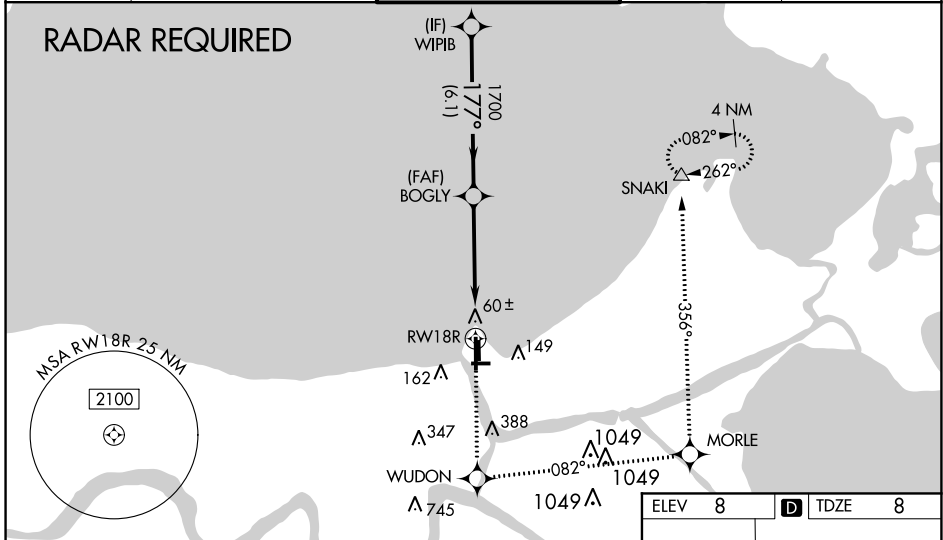 RADAR REQUIRED
(IF)
WIPIB
1700
177°
(6.1)
4 NM
082°
262°
SNAKI
(FAF)
BOGLY
356°
60±
RW18R
149
162
MSA RW18R 25 NM
2100
347
388
1049
1049
MORLE
WUDON
082°
745
1049
ELEV 8 D TDZE 8